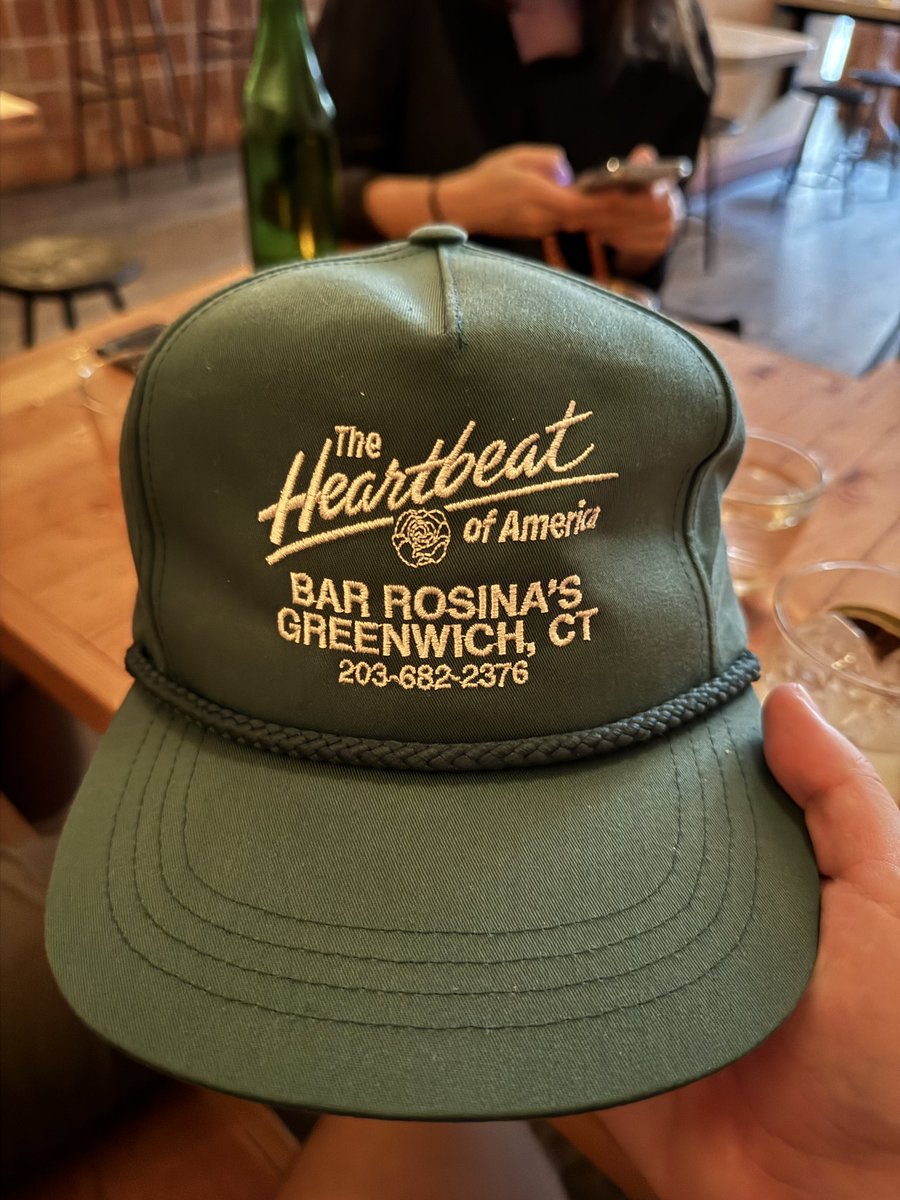 The
Heartbeat
of America
BAR ROSINA'S
GREENWICH, CT
203-682-2376